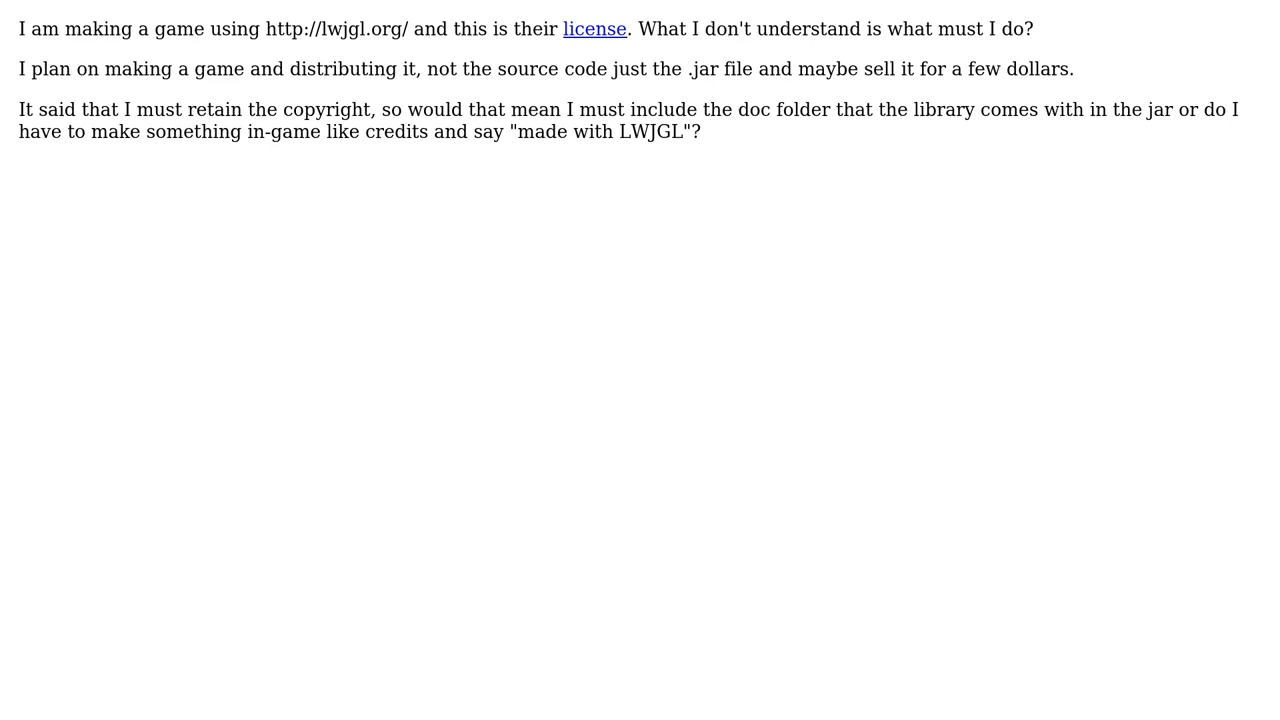 I am making a game using http://lwjgl.org/ and this is their license. What I don't understand is what must I do?
I plan on making a game and distributing it, not the source code just the .jar file and maybe sell it for a few dollars.
It said that I must retain the copyright, so would that mean I must include the doc folder that the library comes with in the jar or do I
have to make something in-game like credits and say "made with LWJGL"?